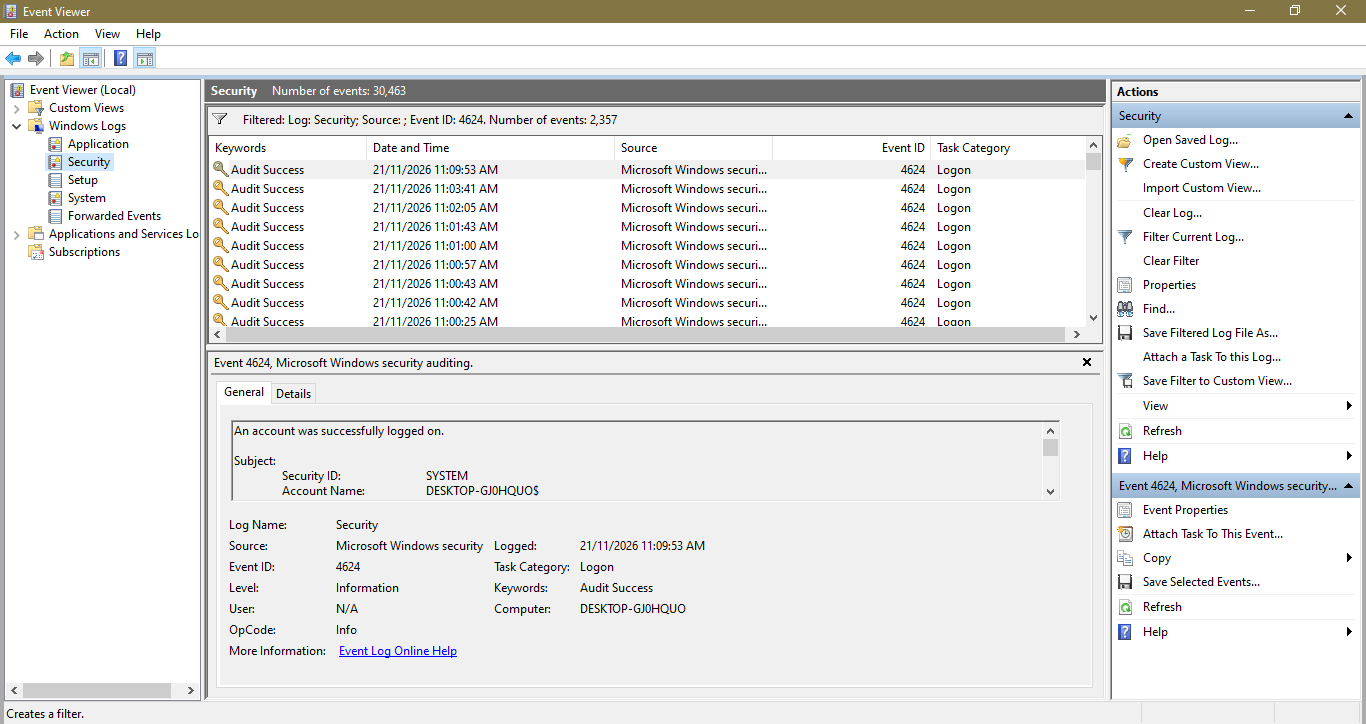 Event Viewer
File Action View Help
Event Viewer (Local)
Custom Views
Windows Logs
Application
Security
Setup
System
Forwarded Events
Applications and Services Lo
Subscriptions
Security Number of events: 30,463
Filtered: Log: Security; Source: ; Event ID: 4624. Number of events: 2,357
Keywords Date and Time Source Event ID Task Category
Audit Success 21/11/2026 11:09:53 AM Microsoft Windows securi... 4624 Logon
Audit Success 21/11/2026 11:03:41 AM Microsoft Windows securi... 4624 Logon
Audit Success 21/11/2026 11:02:05 AM Microsoft Windows securi... 4624 Logon
Audit Success 21/11/2026 11:01:43 AM Microsoft Windows securi... 4624 Logon
Audit Success 21/11/2026 11:01:00 AM Microsoft Windows securi... 4624 Logon
Audit Success 21/11/2026 11:00:57 AM Microsoft Windows securi... 4624 Logon
Audit Success 21/11/2026 11:00:43 AM Microsoft Windows securi... 4624 Logon
Audit Success 21/11/2026 11:00:42 AM Microsoft Windows securi... 4624 Logon
Audit Success 21/11/2026 11:00:25 AM Microsoft Windows securi... 4624 Logon
Event 4624, Microsoft Windows security auditing.
General Details
An account was successfully logged on.
Subject:
Security ID: SYSTEM
Account Name: DESKTOP-GJ0HQUO$
Log Name: Security
Source: Microsoft Windows security Logged: 21/11/2026 11:09:53 AM
Event ID: 4624 Task Category: Logon
Level: Information Keywords: Audit Success
User: N/A Computer: DESKTOP-GJ0HQUO
OpCode: Info
More Information: Event Log Online Help
Actions
Security
Open Saved Log...
Create Custom View...
Import Custom View...
Clear Log...
Filter Current Log...
Clear Filter
Properties
Find...
Save Filtered Log File As...
Attach a Task To this Log...
Save Filter to Custom View...
View
Refresh
Help
Event 4624, Microsoft Windows security...
Event Properties
Attach Task To This Event...
Copy
Save Selected Events...
Refresh
Help
Creates a filter.